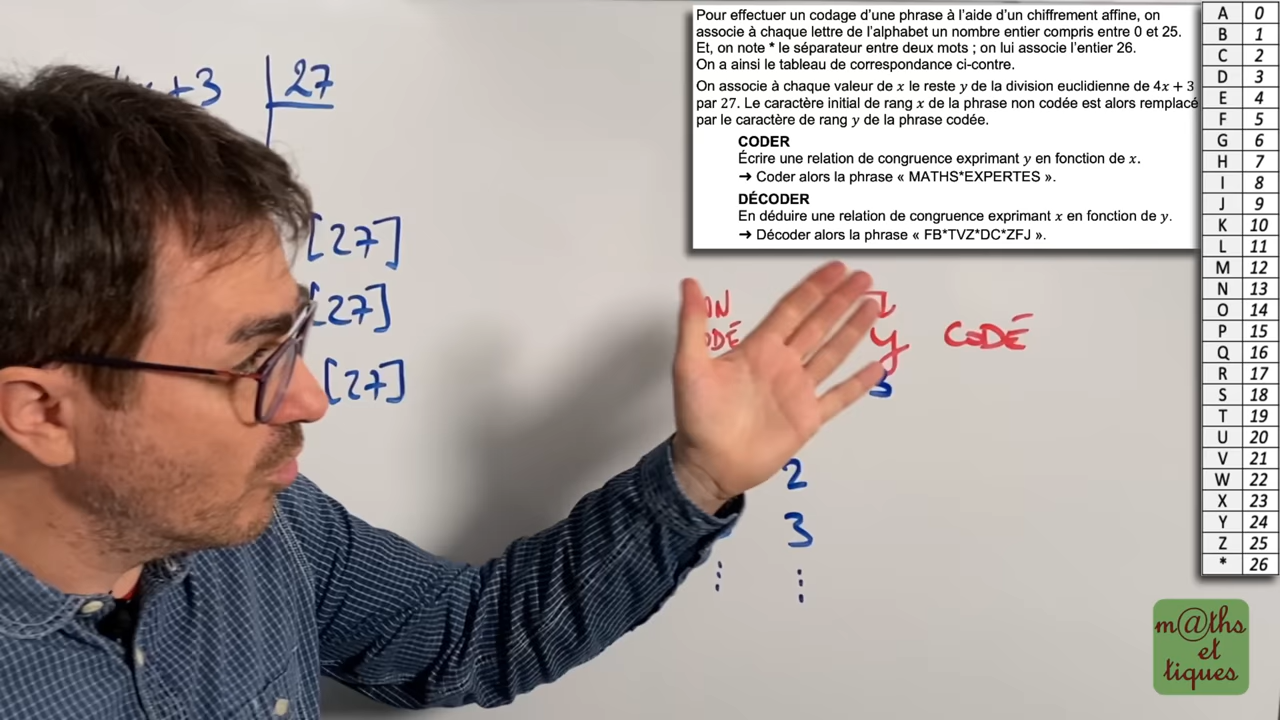 Pour effectuer un codage d'une phrase à l'aide d'un chiffrement affine, on
associe à chaque lettre de l'alphabet un nombre entier compris entre 0 et 25.
Et, on note * le séparateur entre deux mots ; on lui associe l'entier 26.
On a ainsi le tableau de correspondance ci-contre.
On associe à chaque valeur de x le reste y de la division euclidienne de 4x + 3
par 27. Le caractère initial de rang x de la phrase non codée est alors remplacé
par le caractère de rang y de la phrase codée.
CODER
Écrire une relation de congruence exprimant y en fonction de x.
➔ Coder alors la phrase « MATHS*EXPERTES ».
DÉCODER
En déduire une relation de congruence exprimant x en fonction de y.
➔ Décoder alors la phrase « FB*TVZ*DC*ZFJ ».
A 0
B 1
C 2
D 3
E 4
F 5
G 6
H 7
I 8
J 9
K 10
L 11
M 12
N 13
O 14
P 15
Q 16
R 17
S 18
T 19
U 20
V 21
W 22
X 23
Y 24
Z 25
* 26
+3 27
[27]
[27]
[27]
y CODÉ
3
2
3
m@ths
et
tiques